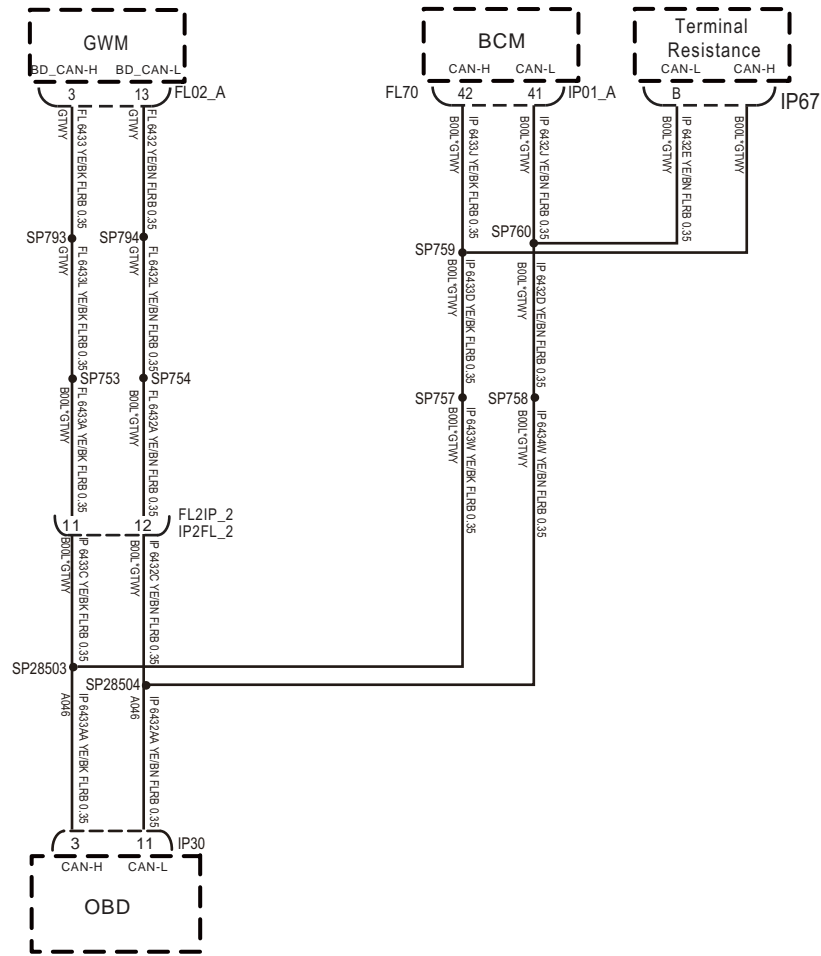 GWM
BD_CAN-H BD_CAN-L
3 13 FL02_A
BCM
CAN-H CAN-L
FL70 42 41 IP01_A
Terminal
Resistance
CAN-L CAN-H
B IP67
GTWY
FL 6433 YE/BK FLRB 0.35
GTWY
FL 6432 YE/BN FLRB 0.35
B00L*GTWY
IP 6433J YE/BK FLRB 0.35
B00L*GTWY
IP 6432J YE/BN FLRB 0.35
B00L*GTWY
IP 6432E YE/BN FLRB 0.35
B00L*GTWY
SP793 SP794
SP759 SP760
GTWY
FL 6433L YE/BK FLRB 0.35
GTWY
FL 6432L YE/BN FLRB 0.35
B00L*GTWY
IP 6433D YE/BK FLRB 0.35
B00L*GTWY
IP 6432D YE/BN FLRB 0.35
SP753 SP754
SP757 SP758
B00L*GTWY
FL 6433A YE/BK FLRB 0.35
B00L*GTWY
FL 6432A YE/BN FLRB 0.35
B00L*GTWY
IP 6433W YE/BK FLRB 0.35
B00L*GTWY
IP 6434W YE/BN FLRB 0.35
11 12
FL2IP_2
IP2FL_2
B00L*GTWY
IP 6433C YE/BK FLRB 0.35
B00L*GTWY
IP 6432C YE/BN FLRB 0.35
SP28503
SP28504
A046
IP 6433AA YE/BK FLRB 0.35
A046
IP 6432AA YE/BN FLRB 0.35
3 11 IP30
CAN-H CAN-L
OBD